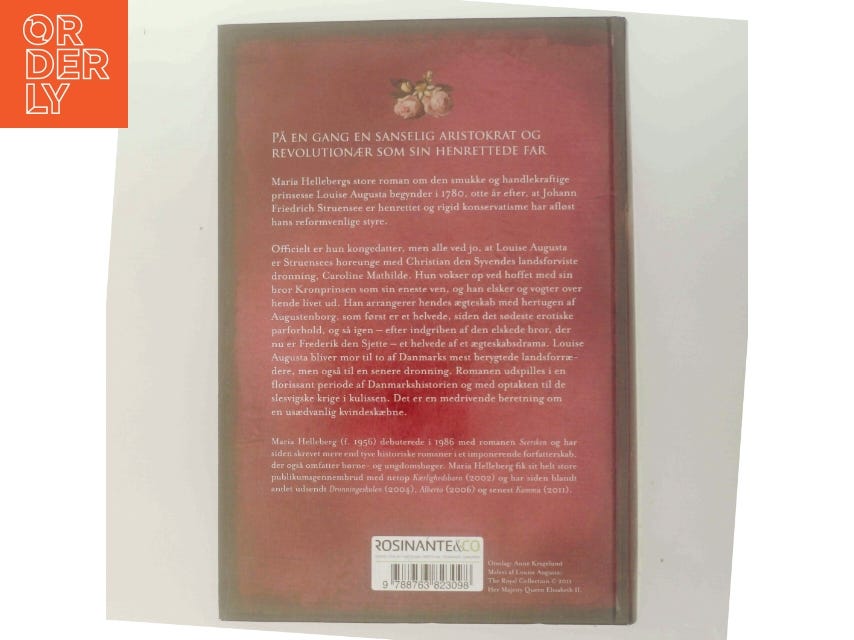 OR
DER
LY
PÅ EN GANG EN SANSELIG ARISTOKRAT OG
REVOLUTIONÆR SOM SIN HENRETTEDE FAR
Maria Hellebergs store roman om den smukke og handlekraftige
prinsesse Louise Augusta begynder i 1780, otte år efter, at Johann
Friedrich Struensee er henrettet og rigid konservatisme har afløst
hans reformvenlige styre.
Officielt er hun kongedatter, men alle ved jo, at Louise Augusta
er Struensees horeunge med Christian den Syvendes landsforviste
dronning, Caroline Mathilde. Hun vokser op ved hoffet med sin
bror Kronprinsen som sin eneste ven, og han elsker og vogter over
hende livet ud. Han arrangerer hendes ægteskab med hertugen af
Augustenborg, som først er et helvede, siden det sødeste erotiske
parforhold, og så igen – efter indgriben af den elskede bror, der
nu er Frederik den Sjette – et helvede af et ægteskabsdrama. Louise
Augusta bliver mor til to af Danmarks mest berygtede landsforræ-
dere, men også til en senere dronning. Romanen udspilles i en
florissant periode af Danmarkshistorien og med optakten til de
slesvigske krige i kulissen. Det er en medrivende beretning om
en usædvanlig kvindeskæbne.
Maria Helleberg (f. 1956) debuterede i 1986 med romanen Sverken og har
siden skrevet mere end tyve historiske romaner i et imponerende forfatterskab,
der også omfatter børne- og ungdomsbøger. Maria Helleberg fik sit helt store
publikumsgennembrud med netop Kærlighedsbarn (2002) og har siden blandt
andet udsendt Dronningespillet (2004), Alberte (2006) og senest Kamma (2011).
ROSINANTE&CO
9 788763 823098
Omslag: Anne Kragelund
Maleri af Louise Augusta:
The Royal Collection © 2011
Her Majesty Queen Elisabeth II.